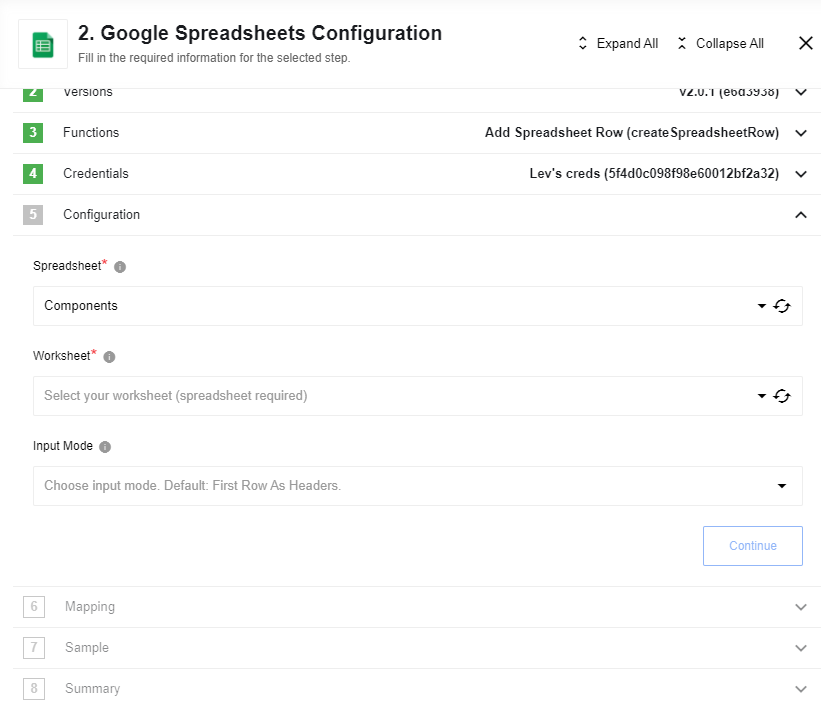 2. Google Spreadsheets Configuration
Fill in the required information for the selected step.
Expand All
Collapse All
2 Versions v2.0.1 (e6d3938)
3 Functions Add Spreadsheet Row (createSpreadsheetRow)
4 Credentials Lev's creds (5f4d0c098f98e60012bf2a32)
5 Configuration
Spreadsheet*
Components
Worksheet*
Select your worksheet (spreadsheet required)
Input Mode
Choose input mode. Default: First Row As Headers.
Continue
6 Mapping
7 Sample
8 Summary